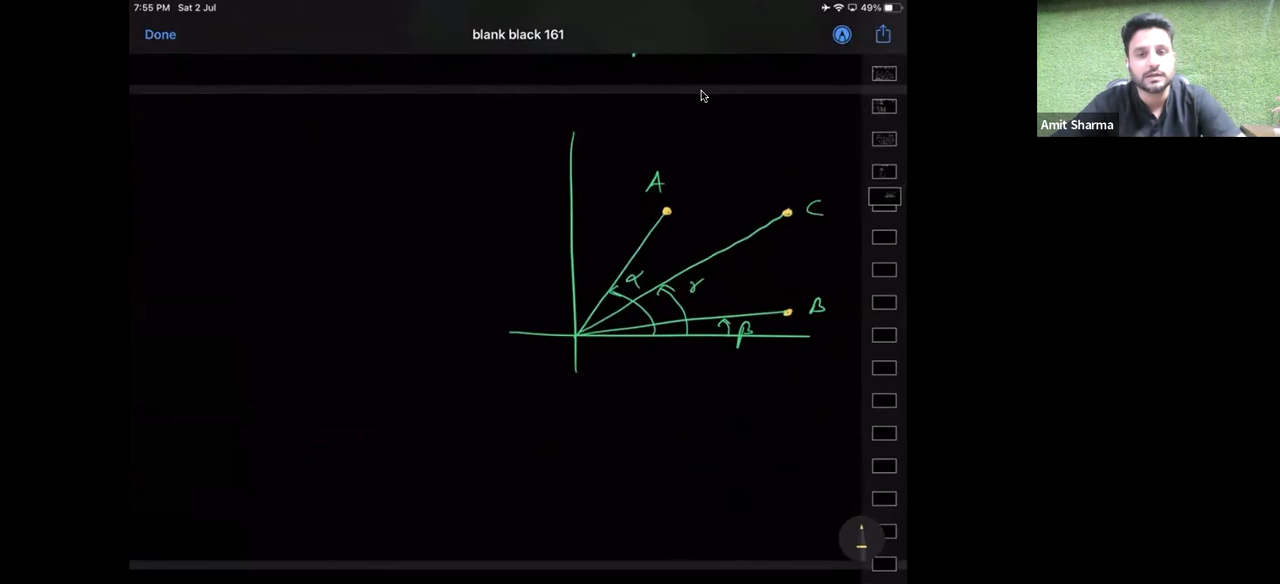 7:55 PM Sat 2 Jul
49%
Done
blank black 161
Amit Sharma
A
C
α
γ
B
β